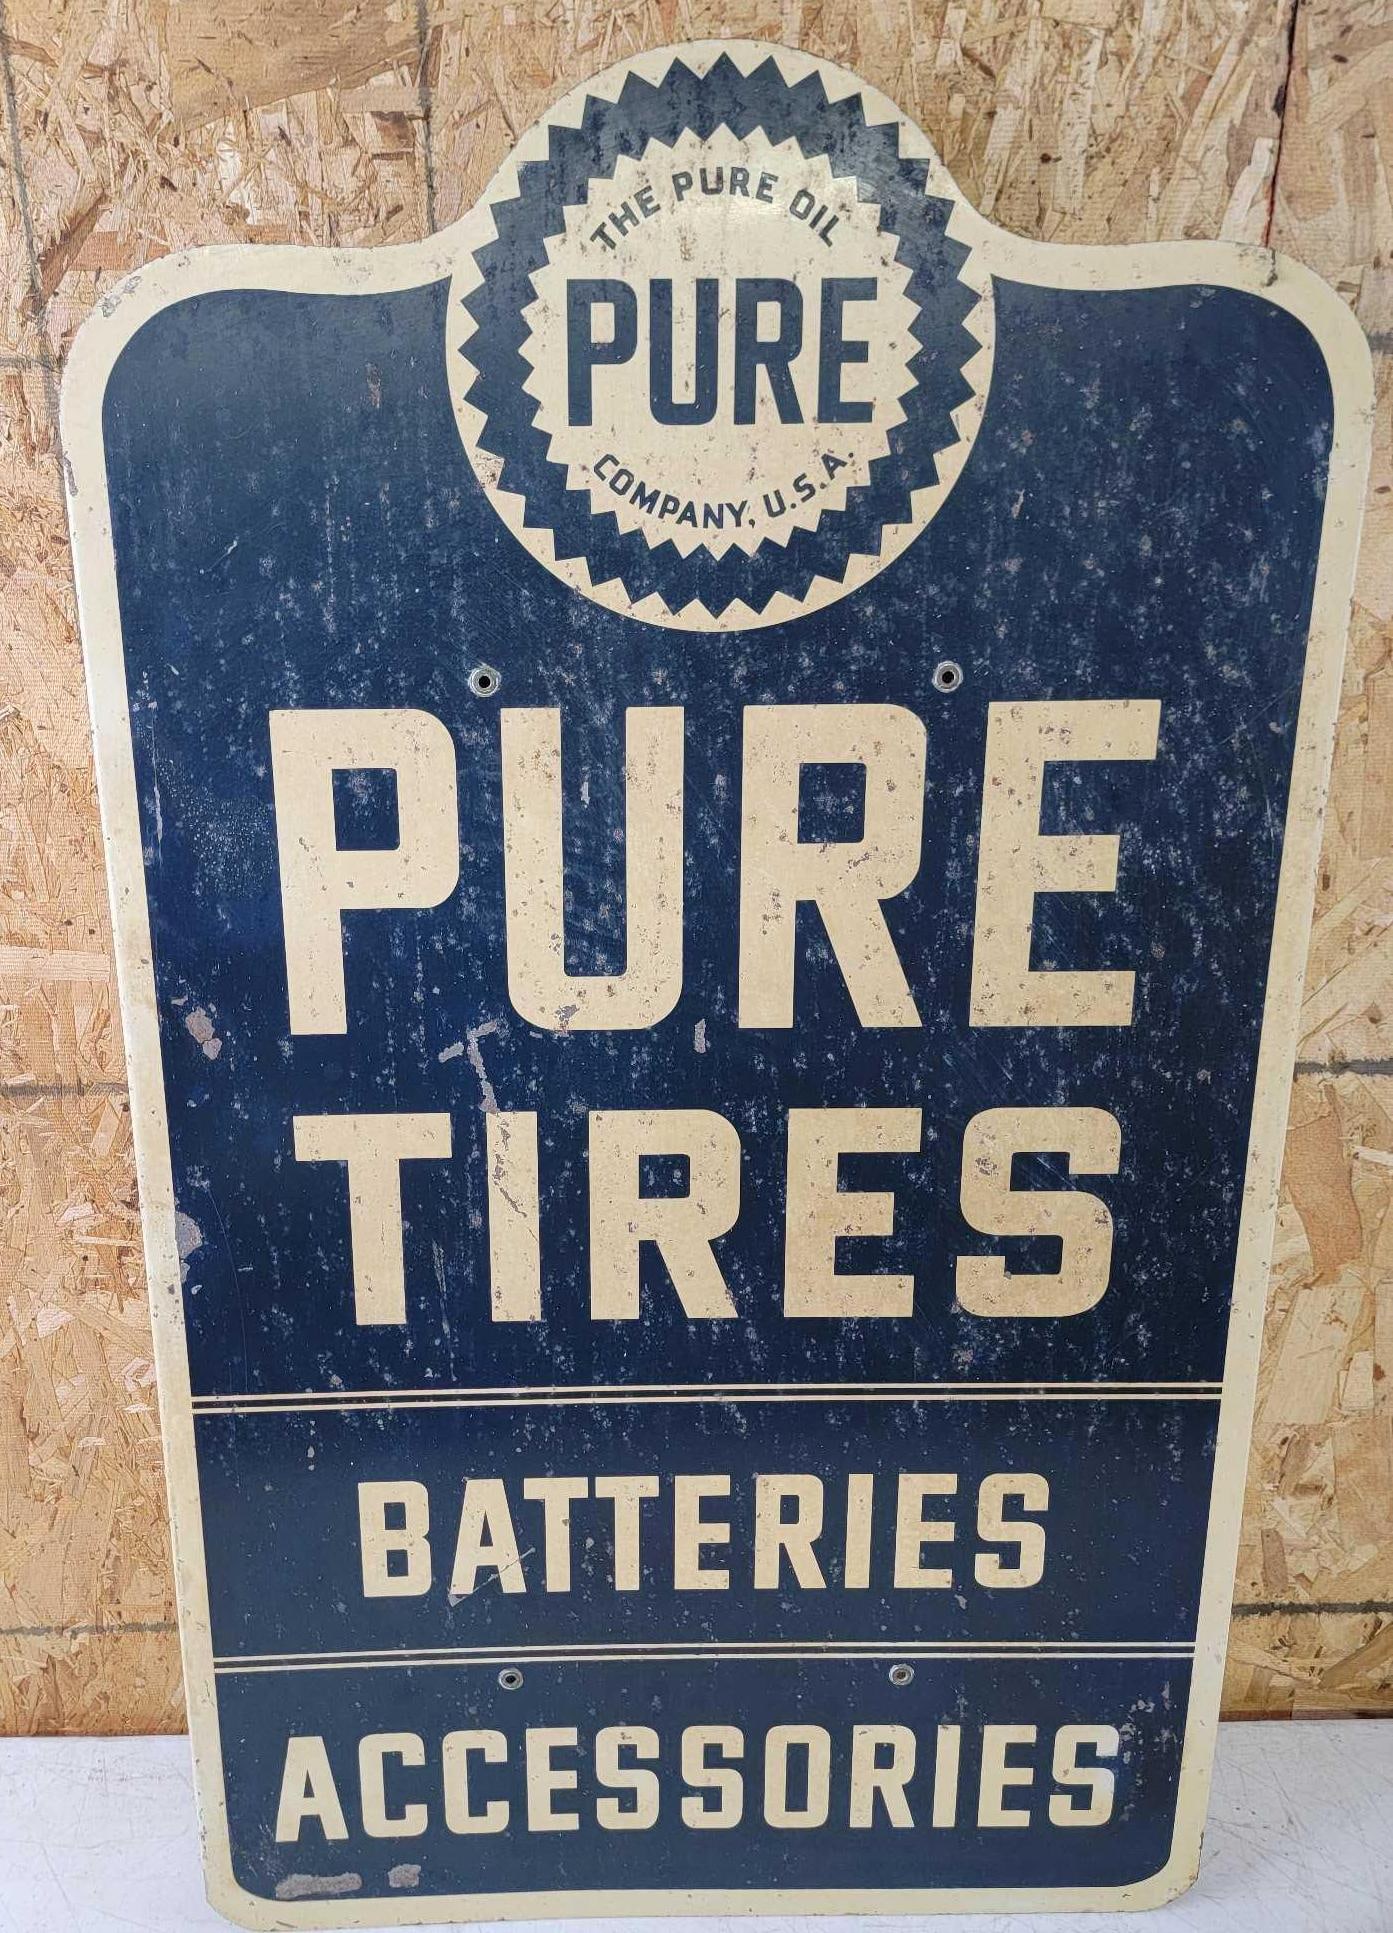 THE PURE OIL
PURE
COMPANY, U.S.A.
PURE
TIRES
BATTERIES
ACCESSORIES